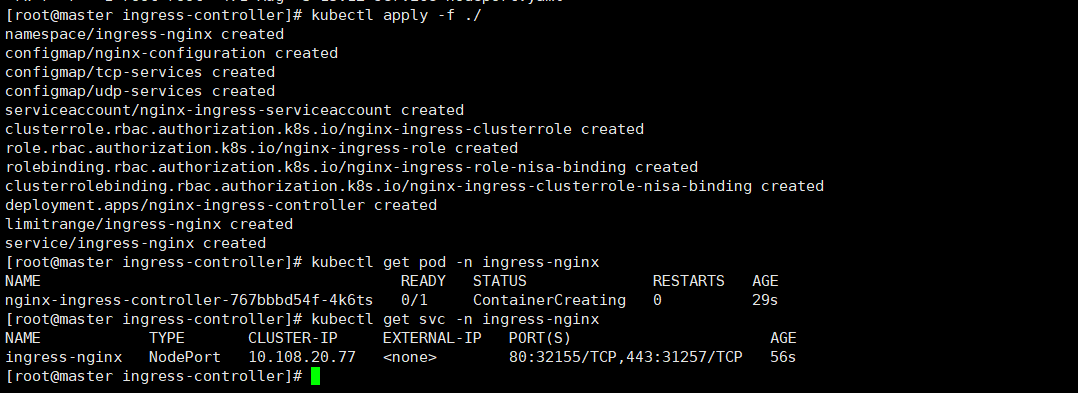 [root@master ingress-controller]# kubectl apply -f ./
namespace/ingress-nginx created
configmap/nginx-configuration created
configmap/tcp-services created
configmap/udp-services created
serviceaccount/nginx-ingress-serviceaccount created
clusterrole.rbac.authorization.k8s.io/nginx-ingress-clusterrole created
role.rbac.authorization.k8s.io/nginx-ingress-role created
rolebinding.rbac.authorization.k8s.io/nginx-ingress-role-nisa-binding created
clusterrolebinding.rbac.authorization.k8s.io/nginx-ingress-clusterrole-nisa-binding created
deployment.apps/nginx-ingress-controller created
limitrange/ingress-nginx created
service/ingress-nginx created
[root@master ingress-controller]# kubectl get pod -n ingress-nginx
NAME READY STATUS RESTARTS AGE
nginx-ingress-controller-767bbbd54f-4k6ts 0/1 ContainerCreating 0 29s
[root@master ingress-controller]# kubectl get svc -n ingress-nginx
NAME TYPE CLUSTER-IP EXTERNAL-IP PORT(S) AGE
ingress-nginx NodePort 10.108.20.77 <none> 80:32155/TCP,443:31257/TCP 56s
[root@master ingress-controller]#